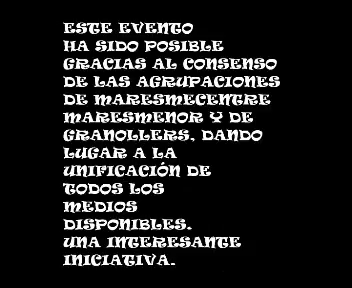 ESTE EVENTO
HA SIDO POSIBLE
GRACIAS AL CONSENSO
DE LAS AGRUPACIONES
DE MARESMECENTRE
MARESMENOR Y DE
GRANOLLERS, DANDO
LUGAR A LA
UNIFICACIÓN DE
TODOS LOS
MEDIOS
DISPONIBLES.
UNA INTERESANTE
INICIATIVA.